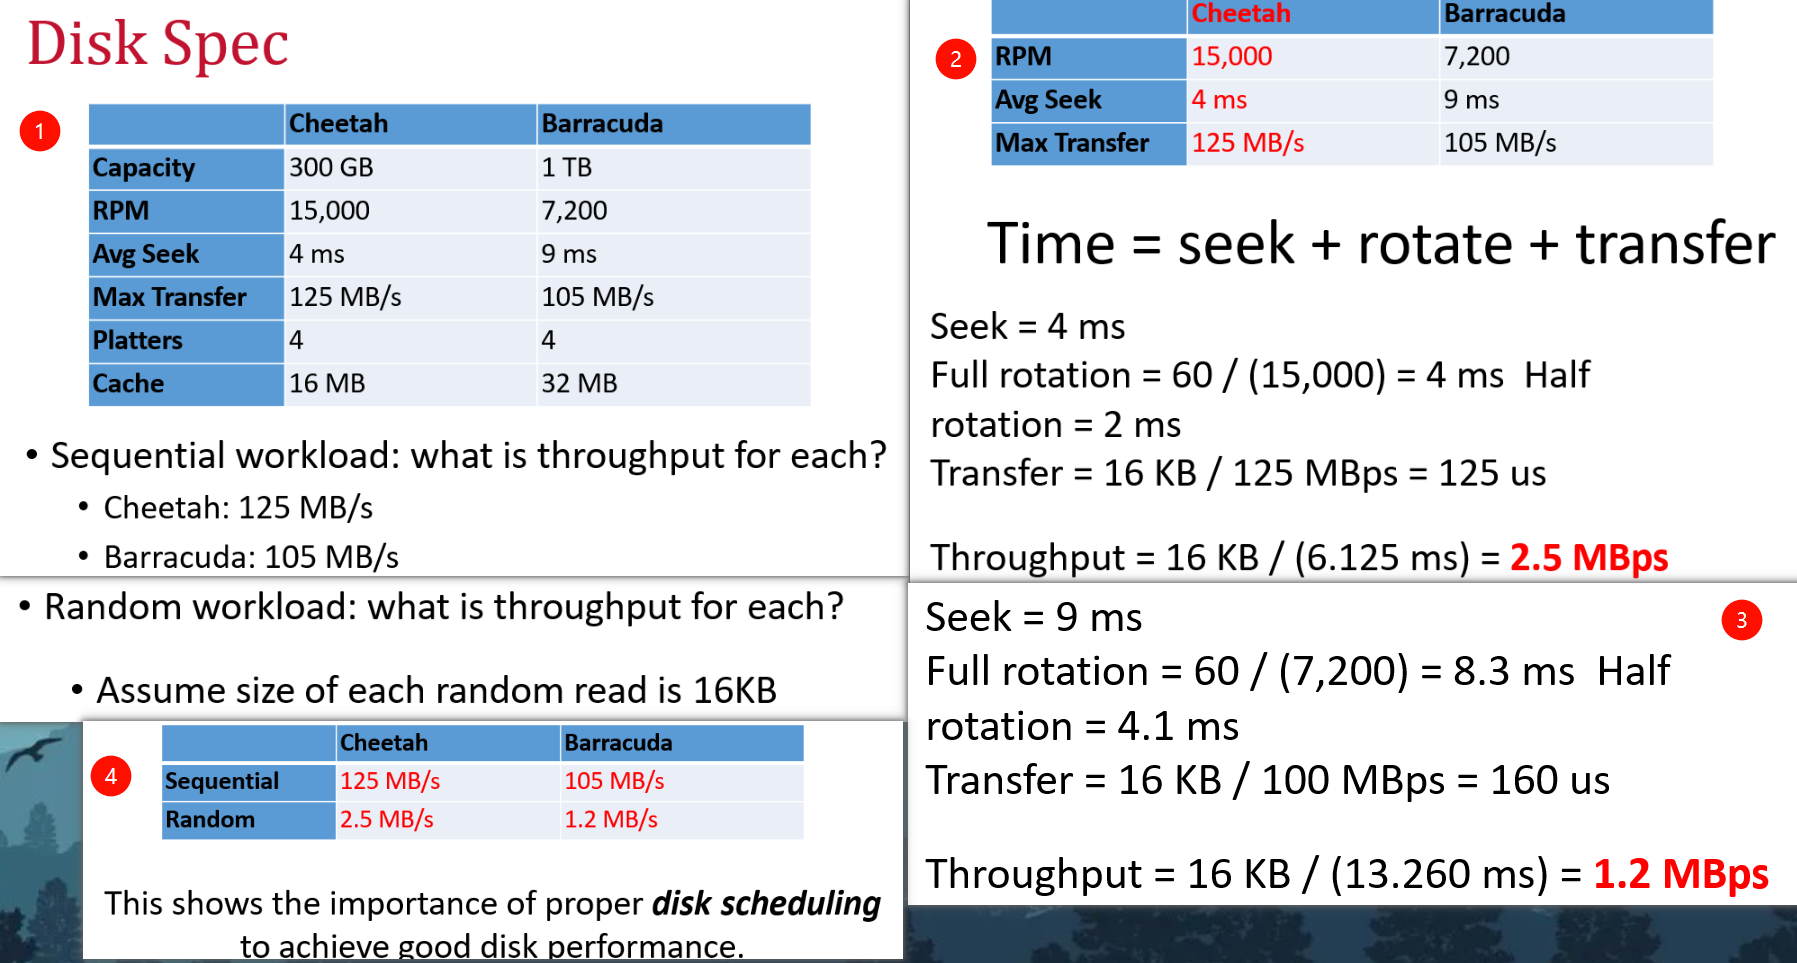 Disk Spec
1
Cheetah Barracuda
Capacity 300 GB 1 TB
RPM 15,000 7,200
Avg Seek 4 ms 9 ms
Max Transfer 125 MB/s 105 MB/s
Platters 4 4
Cache 16 MB 32 MB
• Sequential workload: what is throughput for each?
• Cheetah: 125 MB/s
• Barracuda: 105 MB/s
• Random workload: what is throughput for each?
• Assume size of each random read is 16KB
2
Cheetah Barracuda
RPM 15,000 7,200
Avg Seek 4 ms 9 ms
Max Transfer 125 MB/s 105 MB/s
Time = seek + rotate + transfer
Seek = 4 ms
Full rotation = 60 / (15,000) = 4 ms Half
rotation = 2 ms
Transfer = 16 KB / 125 MBps = 125 us
Throughput = 16 KB / (6.125 ms) = 2.5 MBps
3
Seek = 9 ms
Full rotation = 60 / (7,200) = 8.3 ms Half
rotation = 4.1 ms
Transfer = 16 KB / 100 MBps = 160 us
Throughput = 16 KB / (13.260 ms) = 1.2 MBps
4
Cheetah Barracuda
Sequential 125 MB/s 105 MB/s
Random 2.5 MB/s 1.2 MB/s
This shows the importance of proper disk scheduling
to achieve good disk performance.